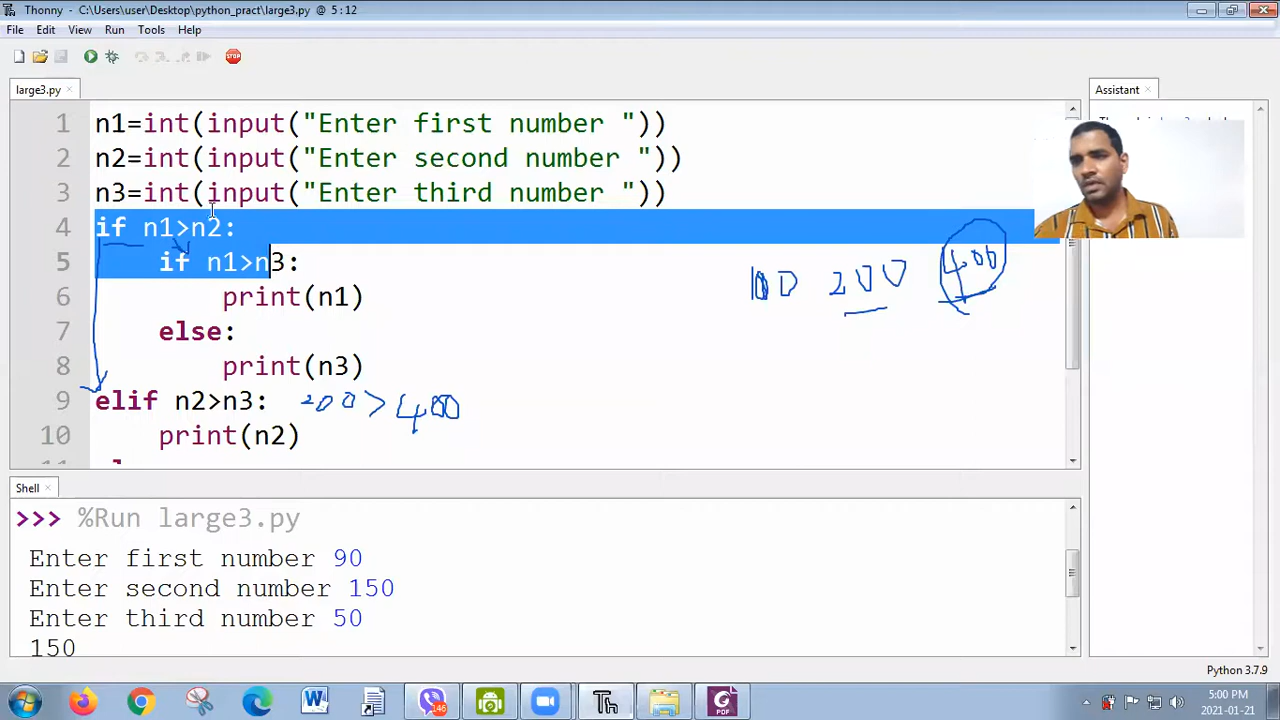 Thonny - C:\Users\user\Desktop\python_pract\large3.py @ 5:12
File Edit View Run Tools Help
STOP
large3.py ×
Assistant ×
1 n1=int(input("Enter first number "))
2 n2=int(input("Enter second number "))
3 n3=int(input("Enter third number "))
4 if n1>n2:
5 if n1>n3:
100 200 400
6 print(n1)
7 else:
8 print(n3)
9 elif n2>n3: 200>400
10 print(n2)
Shell ×
>>> %Run large3.py
Enter first number 90
Enter second number 150
Enter third number 50
150
Python 3.7.9
146
PDF
5:00 PM
2021-01-21